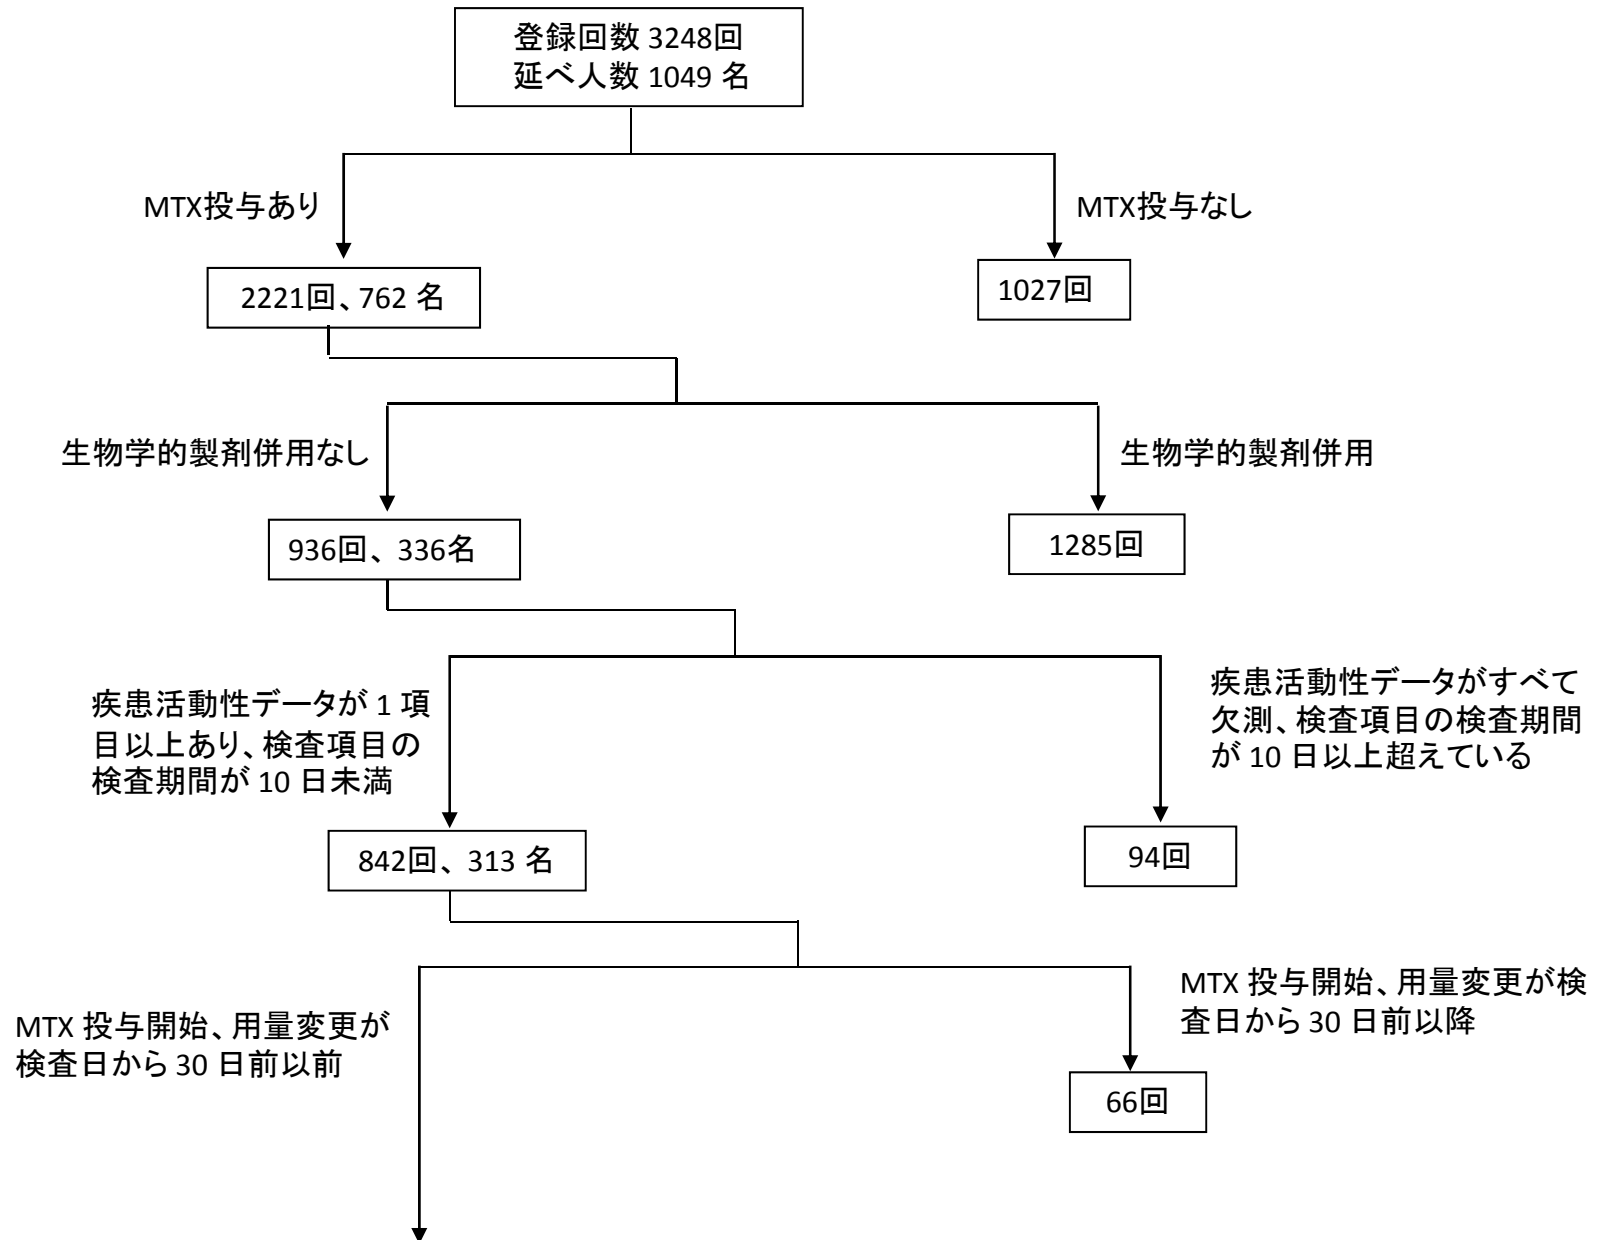 登録回数 3248回
延べ人数 1049 名
MTX投与あり
MTX投与なし
2221回、762 名
1027回
生物学的製剤併用なし
生物学的製剤併用
936回、336名
1285回
疾患活動性データが 1 項
目以上あり、検査項目の
検査期間が 10 日未満
疾患活動性データがすべて
欠測、検査項目の検査期間
が 10 日以上超えている
842回、313 名
94回
MTX 投与開始、用量変更が
検査日から 30 日前以前
MTX 投与開始、用量変更が検
査日から 30 日前以降
66回